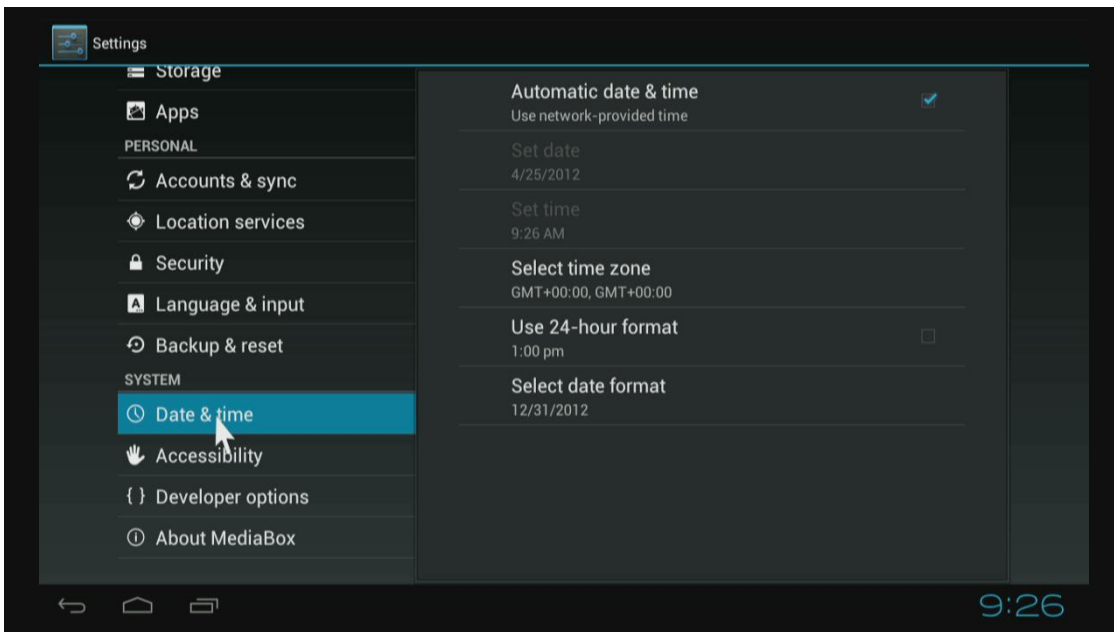 Settings
Storage
Apps
PERSONAL
Accounts & sync
Location services
Security
Language & input
Backup & reset
SYSTEM
Date & time
Accessibility
{ } Developer options
About MediaBox
Automatic date & time
Use network-provided time
Set date
4/25/2012
Set time
9:26 AM
Select time zone
GMT+00:00, GMT+00:00
Use 24-hour format
1:00 pm
Select date format
12/31/2012
9:26